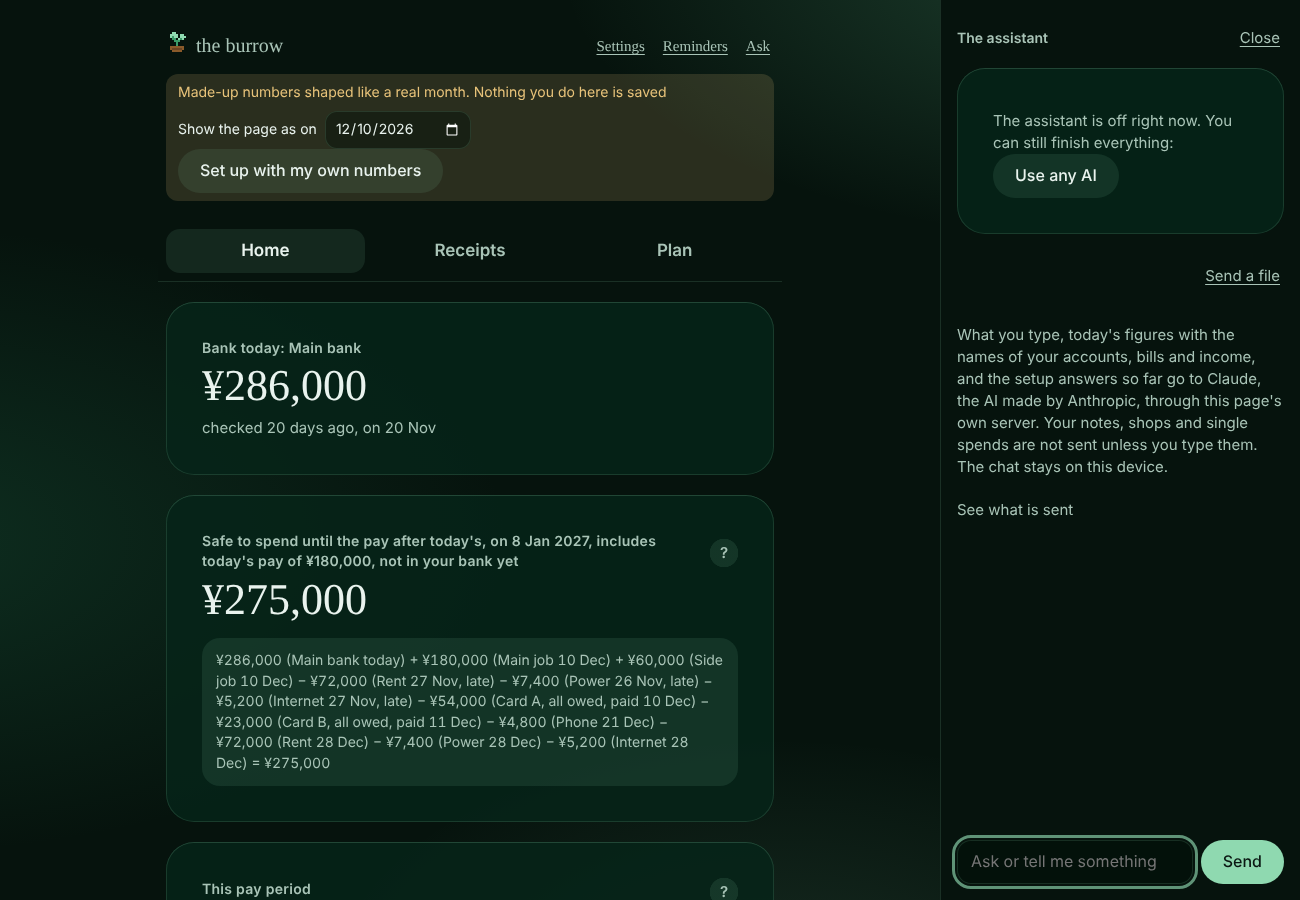 the burrow
Settings
Reminders
Ask
Made-up numbers shaped like a real month. Nothing you do here is saved
Show the page as on 12/10/2026
Set up with my own numbers
Home
Receipts
Plan
Bank today: Main bank
¥286,000
checked 20 days ago, on 20 Nov
Safe to spend until the pay after today's, on 8 Jan 2027, includes
today's pay of ¥180,000, not in your bank yet
?
¥275,000
¥286,000 (Main bank today) + ¥180,000 (Main job 10 Dec) + ¥60,000 (Side
job 10 Dec) − ¥72,000 (Rent 27 Nov, late) − ¥7,400 (Power 26 Nov, late) −
¥5,200 (Internet 27 Nov, late) − ¥54,000 (Card A, all owed, paid 10 Dec) −
¥23,000 (Card B, all owed, paid 11 Dec) − ¥4,800 (Phone 21 Dec) −
¥72,000 (Rent 28 Dec) − ¥7,400 (Power 28 Dec) − ¥5,200 (Internet 28
Dec) = ¥275,000
This pay period
?
The assistant
Close
The assistant is off right now. You
can still finish everything:
Use any AI
Send a file
What you type, today's figures with the
names of your accounts, bills and income,
and the setup answers so far go to Claude,
the AI made by Anthropic, through this page's
own server. Your notes, shops and single
spends are not sent unless you type them.
The chat stays on this device.
See what is sent
Ask or tell me something
Send